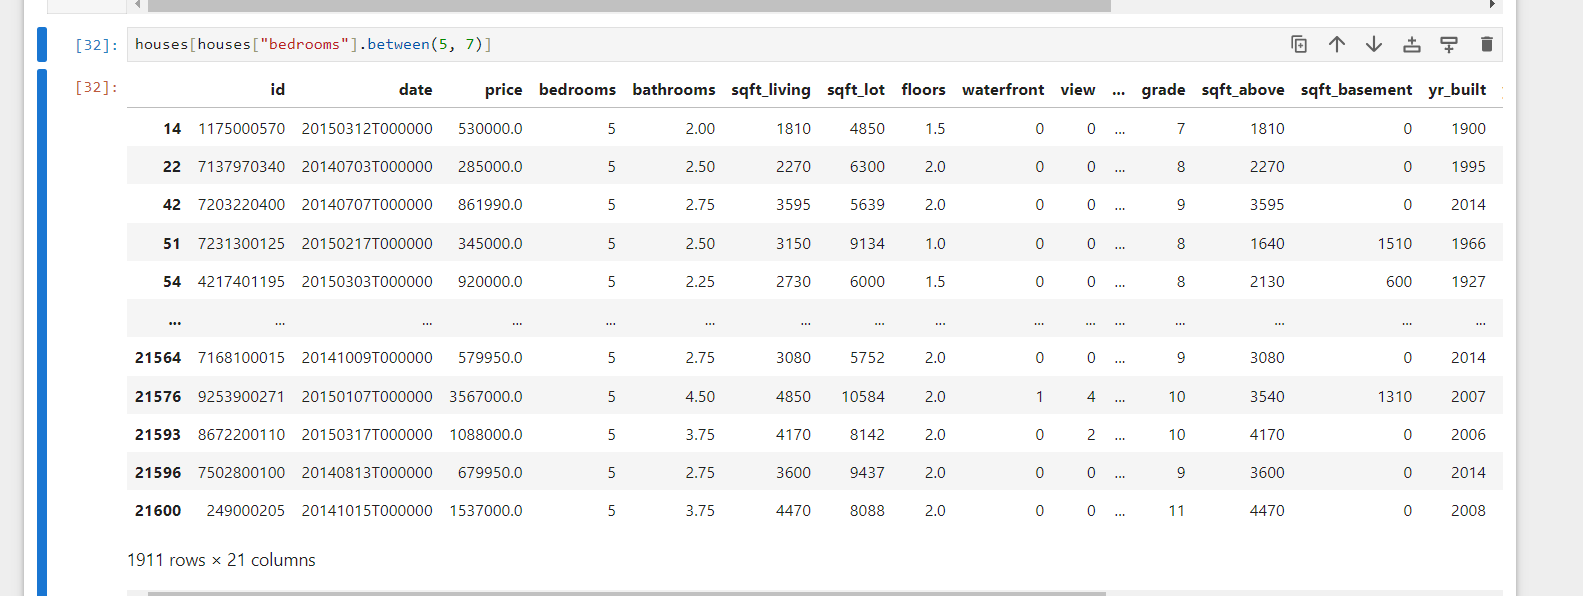 [32]: houses[houses["bedrooms"].between(5, 7)]
[32]: id date price bedrooms bathrooms sqft_living sqft_lot floors waterfront view ... grade sqft_above sqft_basement yr_built
14 1175000570 20150312T000000 530000.0 5 2.00 1810 4850 1.5 0 0 ... 7 1810 0 1900
22 7137970340 20140703T000000 285000.0 5 2.50 2270 6300 2.0 0 0 ... 8 2270 0 1995
42 7203220400 20140707T000000 861990.0 5 2.75 3595 5639 2.0 0 0 ... 9 3595 0 2014
51 7231300125 20150217T000000 345000.0 5 2.50 3150 9134 1.0 0 0 ... 8 1640 1510 1966
54 4217401195 20150303T000000 920000.0 5 2.25 2730 6000 1.5 0 0 ... 8 2130 600 1927
... ... ... ... ... ... ... ... ... ... ... ... ... ... ... ...
21564 7168100015 20141009T000000 579950.0 5 2.75 3080 5752 2.0 0 0 ... 9 3080 0 2014
21576 9253900271 20150107T000000 3567000.0 5 4.50 4850 10584 2.0 1 4 ... 10 3540 1310 2007
21593 8672200110 20150317T000000 1088000.0 5 3.75 4170 8142 2.0 0 2 ... 10 4170 0 2006
21596 7502800100 20140813T000000 679950.0 5 2.75 3600 9437 2.0 0 0 ... 9 3600 0 2014
21600 249000205 20141015T000000 1537000.0 5 3.75 4470 8088 2.0 0 0 ... 11 4470 0 2008
1911 rows × 21 columns